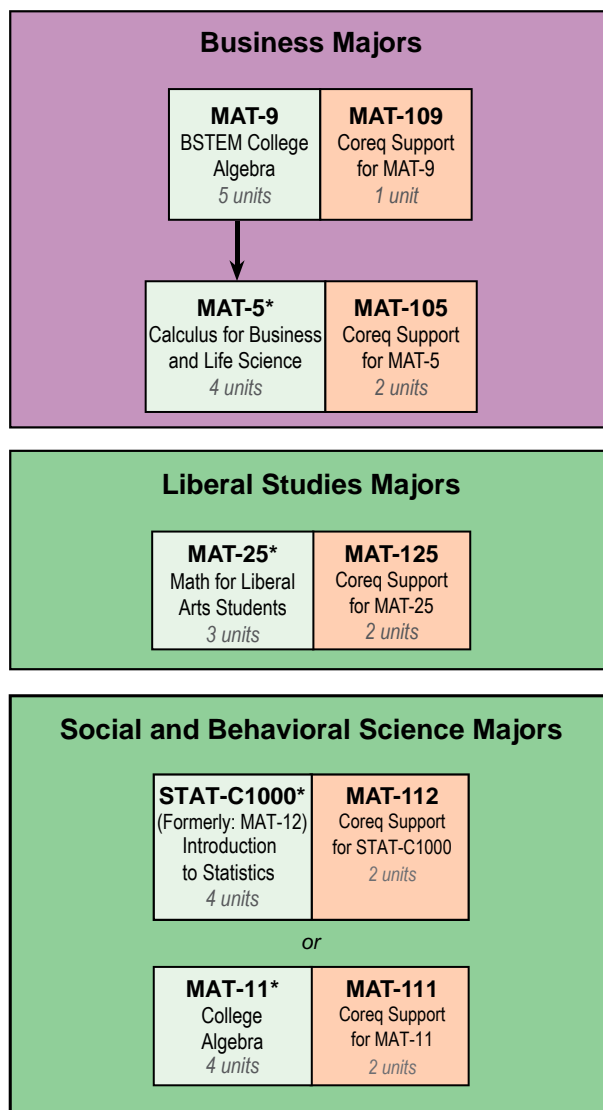 Business Majors
MAT-9
BSTEM College
Algebra
5 units
MAT-109
Coreq Support
for MAT-9
1 unit
MAT-5*
Calculus for Business
and Life Science
4 units
MAT-105
Coreq Support
for MAT-5
2 units
Liberal Studies Majors
MAT-25*
Math for Liberal
Arts Students
3 units
MAT-125
Coreq Support
for MAT-25
2 units
Social and Behavioral Science Majors
STAT-C1000*
(Formerly: MAT-12)
Introduction
to Statistics
4 units
MAT-112
Coreq Support
for STAT-C1000
2 units
or
MAT-11*
College
Algebra
4 units
MAT-111
Coreq Support
for MAT-11
2 units